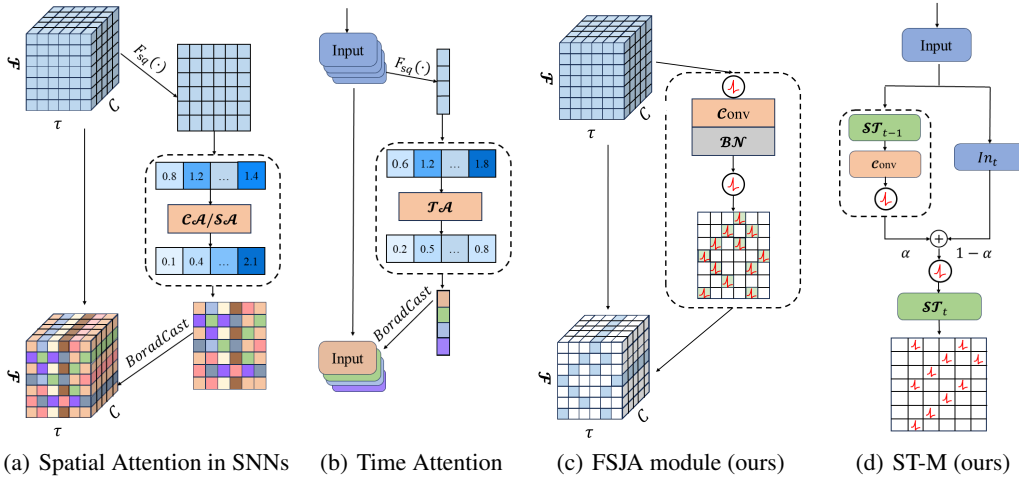 𝓕
τ
C
F_sq(·)
0.8 1.2 … 1.4
CA/SA
0.1 0.4 … 2.1
BoradCast
𝓕
τ
C
(a) Spatial Attention in SNNs
Input
F_sq(·)
0.6 1.2 … 1.8
TA
0.2 0.5 … 0.8
BoradCast
Input
(b) Time Attention
𝓕
τ
C
Conv
BN
𝓕
τ
C
(c) FSJA module (ours)
Input
ST_{t−1}
Conv
In_t
+
α 1 − α
ST_t
(d) ST-M (ours)